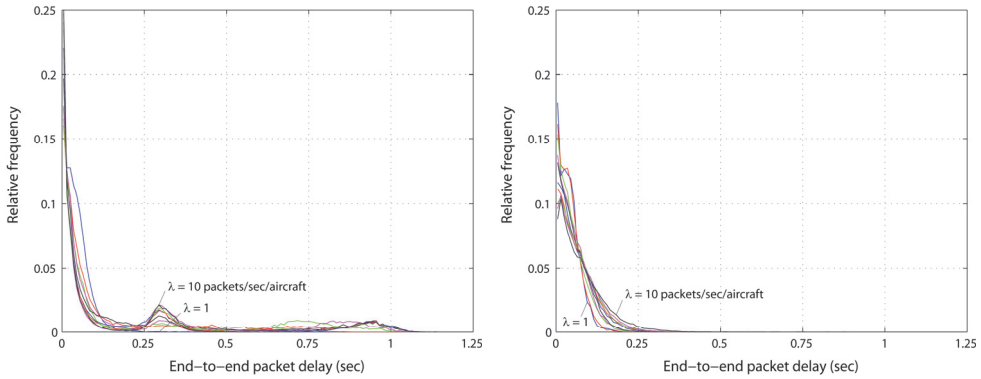 0.25
0.2
0.15
0.1
0.05
0
Relative frequency
λ = 10 packets/sec/aircraft
λ = 1
0 0.25 0.5 0.75 1 1.25
End−to−end packet delay (sec)
0.25
0.2
0.15
0.1
0.05
0
Relative frequency
λ = 10 packets/sec/aircraft
λ = 1
0 0.25 0.5 0.75 1 1.25
End−to−end packet delay (sec)